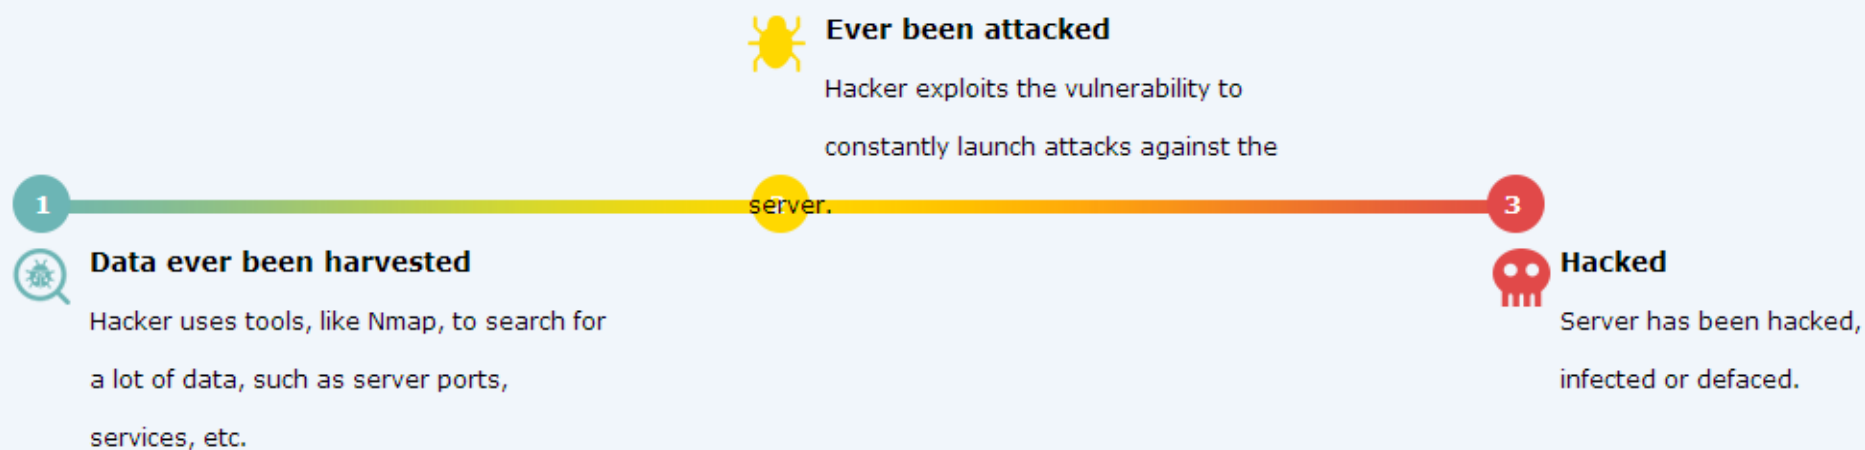 Ever been attacked
Hacker exploits the vulnerability to
constantly launch attacks against the
server.
1
2
3
Data ever been harvested
Hacker uses tools, like Nmap, to search for
a lot of data, such as server ports,
services, etc.
Hacked
Server has been hacked,
infected or defaced.